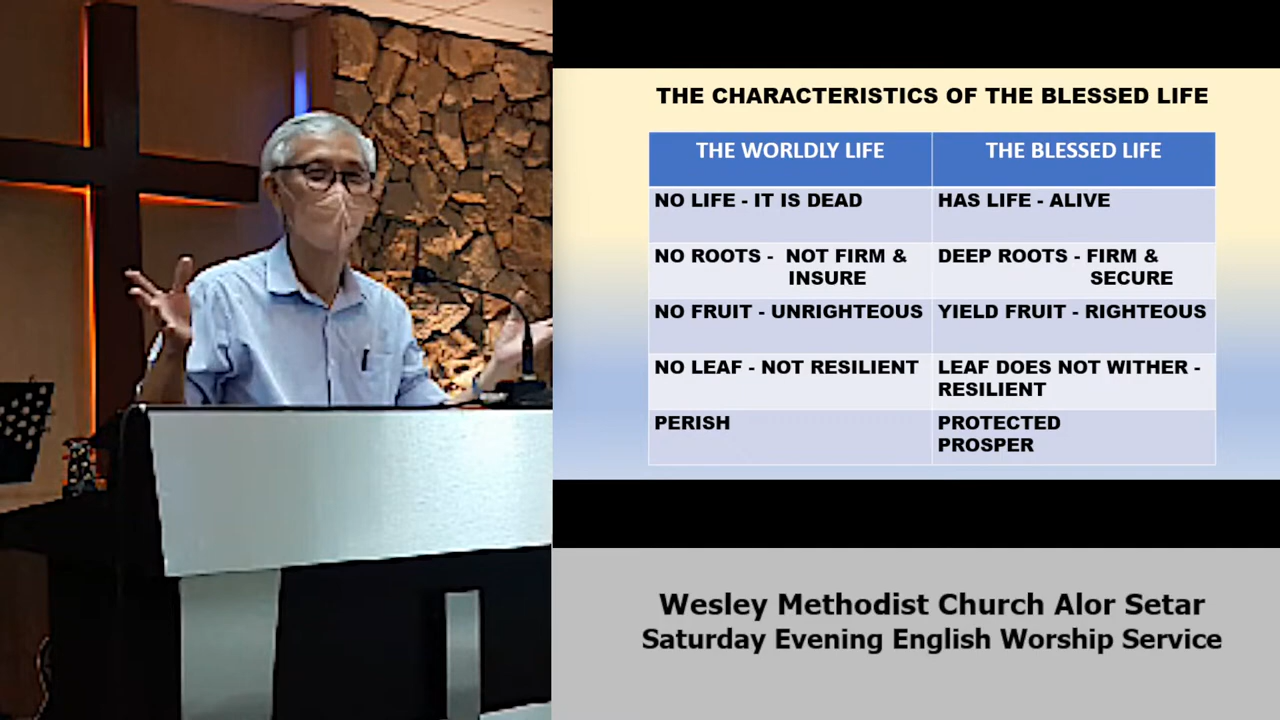 THE CHARACTERISTICS OF THE BLESSED LIFE
THE WORLDLY LIFE
THE BLESSED LIFE
NO LIFE - IT IS DEAD
HAS LIFE - ALIVE
NO ROOTS - NOT FIRM &
INSURE
DEEP ROOTS - FIRM &
SECURE
NO FRUIT - UNRIGHTEOUS
YIELD FRUIT - RIGHTEOUS
NO LEAF - NOT RESILIENT
LEAF DOES NOT WITHER -
RESILIENT
PERISH
PROTECTED
PROSPER
Wesley Methodist Church Alor Setar
Saturday Evening English Worship Service